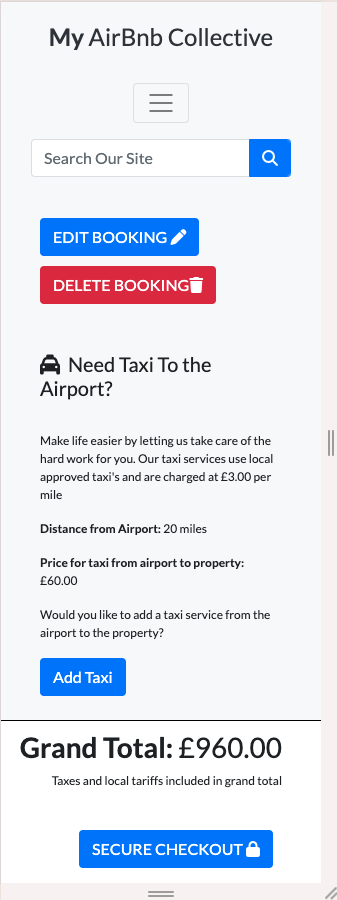 My AirBnb Collective
Search Our Site
EDIT BOOKING
DELETE BOOKING
Need Taxi To the
Airport?
Make life easier by letting us take care of the
hard work for you. Our taxi services use local
approved taxi's and are charged at £3.00 per
mile
Distance from Airport: 20 miles
Price for taxi from airport to property:
£60.00
Would you like to add a taxi service from the
airport to the property?
Add Taxi
Grand Total: £960.00
Taxes and local tariffs included in grand total
SECURE CHECKOUT